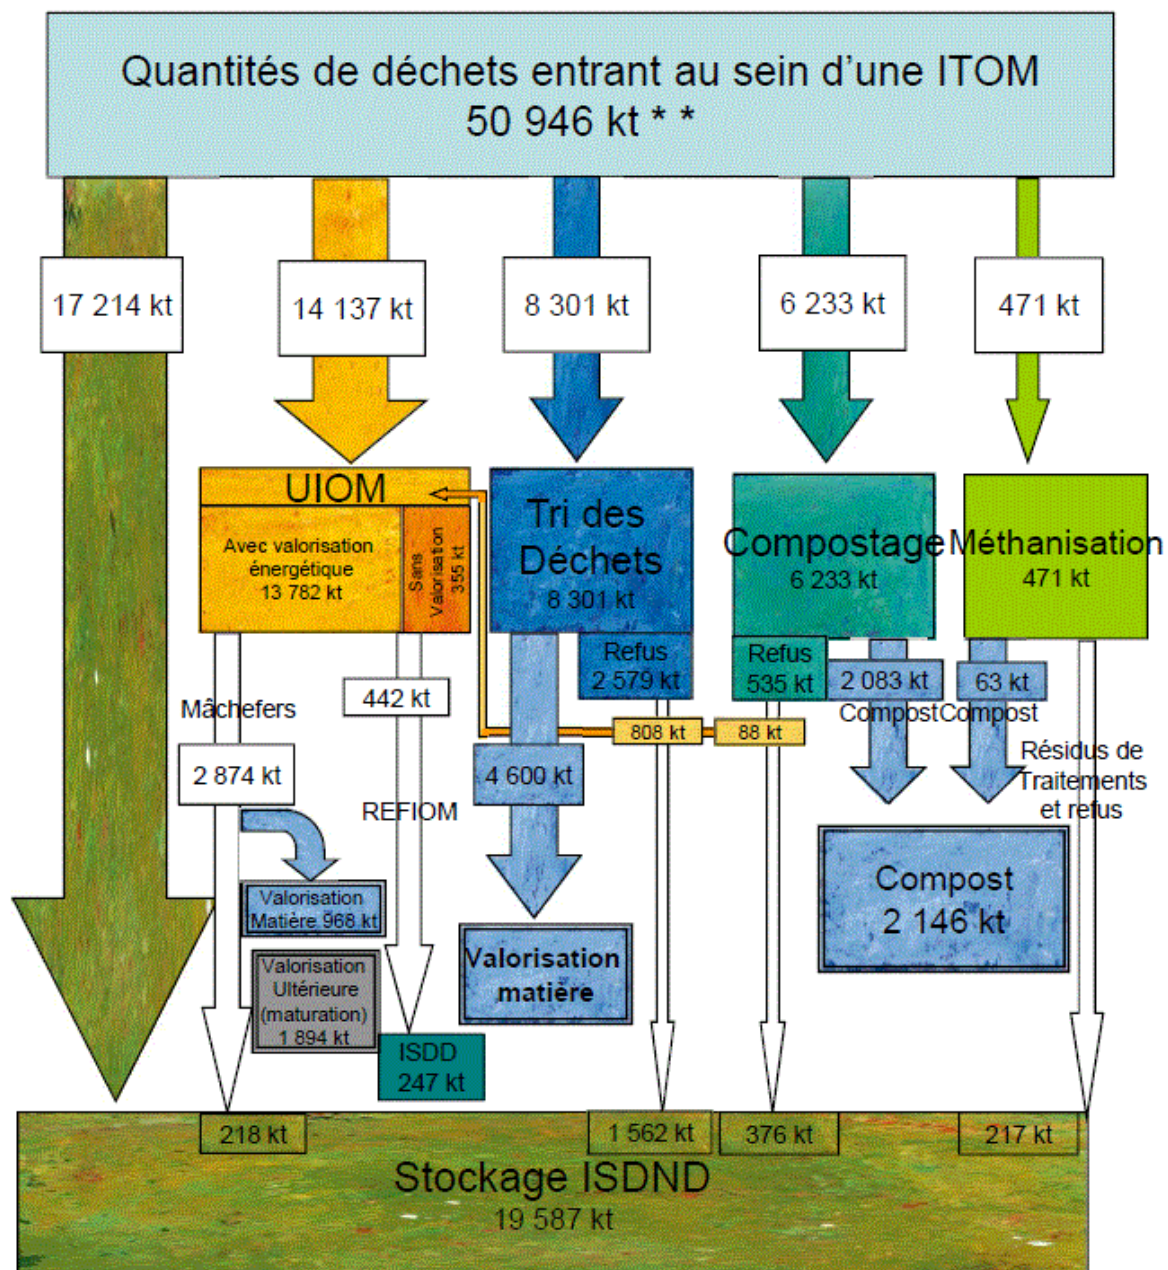 Quantités de déchets entrant au sein d'une ITOM
50 946 kt * *
17 214 kt
14 137 kt
8 301 kt
6 233 kt
471 kt
UIOM
Avec valorisation
énergétique
13 782 kt
Sans
Valorisation
355 kt
Tri des
Déchets
8 301 kt
Compostage
6 233 kt
Méthanisation
471 kt
Refus
2 579 kt
Refus
535 kt
2 083 kt
Compost
63 kt
Compost
442 kt
Mâchefers
2 874 kt
808 kt
88 kt
4 600 kt
REFIOM
Résidus de
Traitements
et refus
Valorisation
Matière 968 kt
Valorisation
Ultérieure
(maturation)
1 894 kt
Valorisation
matière
Compost
2 146 kt
ISDD
247 kt
218 kt
1 562 kt
376 kt
217 kt
Stockage ISDND
19 587 kt